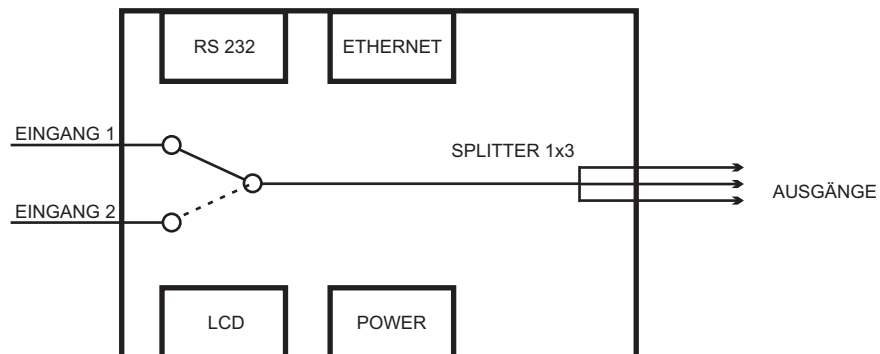 RS 232
ETHERNET
EINGANG 1
SPLITTER 1x3
AUSGÄNGE
EINGANG 2
LCD
POWER